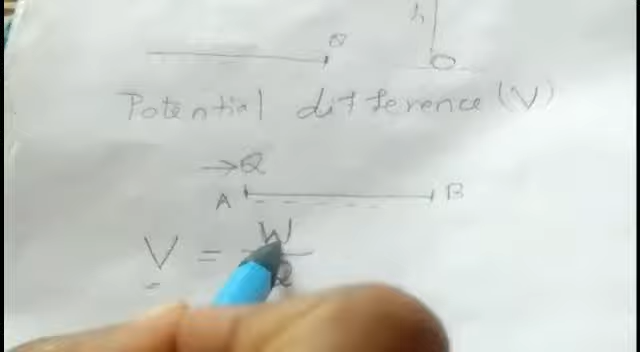 h
Q
Potential difference (V)
→ Q
A B
V = W / Q